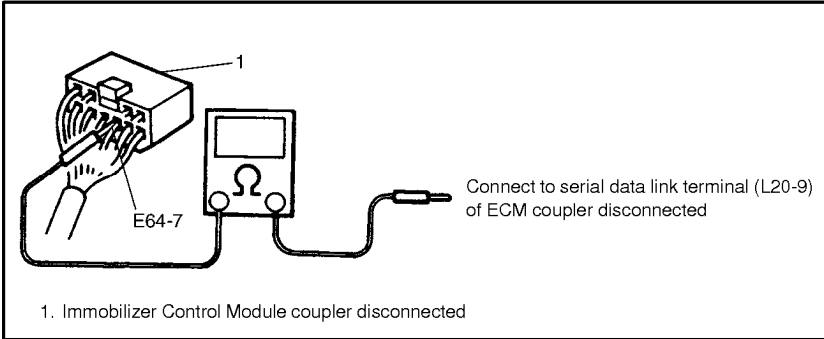 1
E64-7
Ω
Connect to serial data link terminal (L20-9)
of ECM coupler disconnected
1. Immobilizer Control Module coupler disconnected